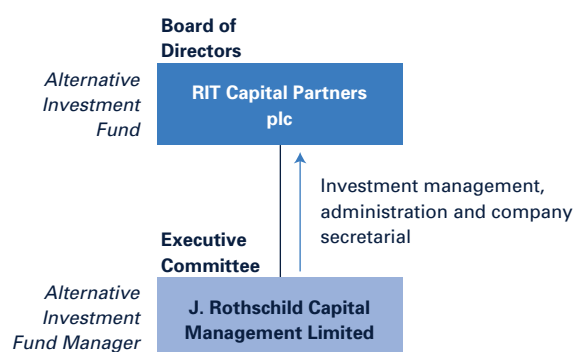 Board of
Directors
Alternative
Investment
Fund
RIT Capital Partners
plc
Investment management,
administration and company
secretarial
Executive
Committee
Alternative
Investment
Fund Manager
J. Rothschild Capital
Management Limited